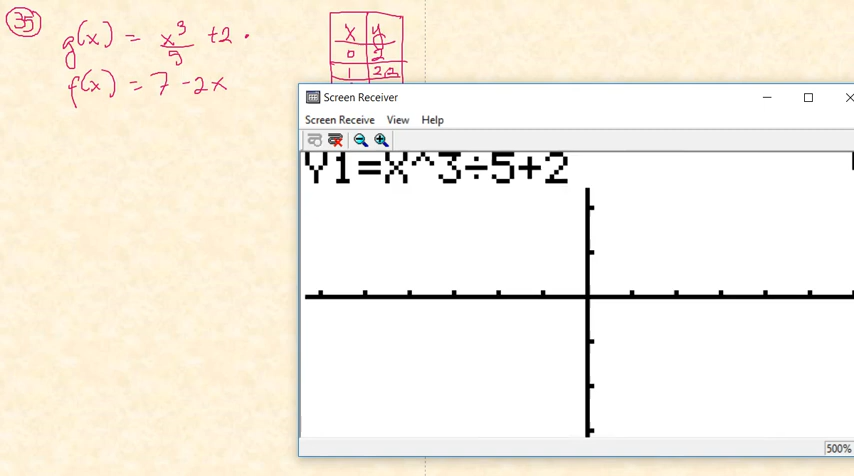 35
g(x) = x³/5 +2 .
f(x) = 7 -2x
x y
0 2
1 2.2
Screen Receiver
Screen Receive View Help
Y1=X^3÷5+2
500%